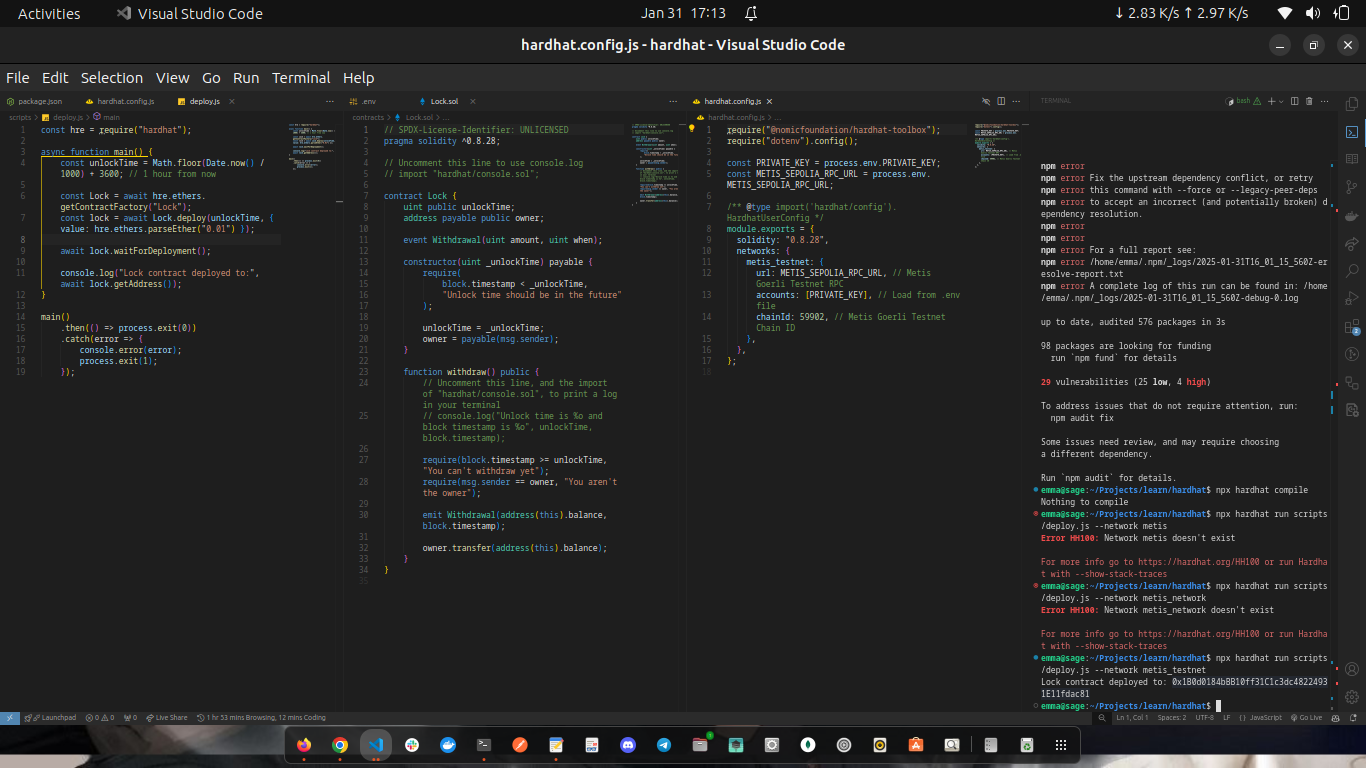 Activities
Visual Studio Code
Jan 31 17:13
↓ 2.83 K/s ↑ 2.97 K/s
hardhat.config.js - hardhat - Visual Studio Code
File Edit Selection View Go Run Terminal Help
package.json
hardhat.config.js
deploy.js
scripts > deploy.js > main
1 const hre = require("hardhat");
2
3 async function main() {
4 const unlockTime = Math.floor(Date.now() /
1000) + 3600; // 1 hour from now
5
6 const Lock = await hre.ethers.
getContractFactory("Lock");
7 const lock = await Lock.deploy(unlockTime, {
value: hre.ethers.parseEther("0.01") });
8
9 await lock.waitForDeployment();
10
11 console.log("Lock contract deployed to:",
await lock.getAddress());
12 }
13
14 main()
15 .then(() => process.exit(0))
16 .catch(error => {
17 console.error(error);
18 process.exit(1);
19 });
.env
Lock.sol
contracts > Lock.sol > ...
1 // SPDX-License-Identifier: UNLICENSED
2 pragma solidity ^0.8.28;
3
4 // Uncomment this line to use console.log
5 // import "hardhat/console.sol";
6
7 contract Lock {
8 uint public unlockTime;
9 address payable public owner;
10
11 event Withdrawal(uint amount, uint when);
12
13 constructor(uint _unlockTime) payable {
14 require(
15 block.timestamp < _unlockTime,
16 "Unlock time should be in the future"
17 );
18
19 unlockTime = _unlockTime;
20 owner = payable(msg.sender);
21 }
22
23 function withdraw() public {
24 // Uncomment this line, and the import
of "hardhat/console.sol", to print a log
in your terminal
25 // console.log("Unlock time is %o and
block timestamp is %o", unlockTime,
block.timestamp);
26
27 require(block.timestamp >= unlockTime,
"You can't withdraw yet");
28 require(msg.sender == owner, "You aren't
the owner");
29
30 emit Withdrawal(address(this).balance,
block.timestamp);
31
32 owner.transfer(address(this).balance);
33 }
34 }
35
hardhat.config.js
hardhat.config.js > ...
1 require("@nomicfoundation/hardhat-toolbox");
2 require("dotenv").config();
3
4 const PRIVATE_KEY = process.env.PRIVATE_KEY;
5 const METIS_SEPOLIA_RPC_URL = process.env.
METIS_SEPOLIA_RPC_URL;
6
7 /** @type import('hardhat/config').
HardhatUserConfig */
8 module.exports = {
9 solidity: "0.8.28",
10 networks: {
11 metis_testnet: {
12 url: METIS_SEPOLIA_RPC_URL, // Metis
Goerli Testnet RPC
13 accounts: [PRIVATE_KEY], // Load from .env
file
14 chainId: 59902, // Metis Goerli Testnet
Chain ID
15 },
16 },
17 };
18
TERMINAL
bash
npm error
npm error Fix the upstream dependency conflict, or retry
npm error this command with --force or --legacy-peer-deps
npm error to accept an incorrect (and potentially broken) d
ependency resolution.
npm error
npm error
npm error For a full report see:
npm error /home/emma/.npm/_logs/2025-01-31T16_01_15_560Z-er
esolve-report.txt
npm error A complete log of this run can be found in: /home
/emma/.npm/_logs/2025-01-31T16_01_15_560Z-debug-0.log
up to date, audited 576 packages in 3s
98 packages are looking for funding
run `npm fund` for details
29 vulnerabilities (25 low, 4 high)
To address issues that do not require attention, run:
npm audit fix
Some issues need review, and may require choosing
a different dependency.
Run `npm audit` for details.
emma@sage:~/Projects/learn/hardhat$ npx hardhat compile
Nothing to compile
emma@sage:~/Projects/learn/hardhat$ npx hardhat run scripts
/deploy.js --network metis
Error HH100: Network metis doesn't exist
For more info go to https://hardhat.org/HH100 or run Hardha
t with --show-stack-traces
emma@sage:~/Projects/learn/hardhat$ npx hardhat run scripts
/deploy.js --network metis_network
Error HH100: Network metis_network doesn't exist
For more info go to https://hardhat.org/HH100 or run Hardha
t with --show-stack-traces
emma@sage:~/Projects/learn/hardhat$ npx hardhat run scripts
/deploy.js --network metis_testnet
Lock contract deployed to: 0x1B0d0184bBB10ff31C1c3dc4822493
1E11fdac81
emma@sage:~/Projects/learn/hardhat$
Launchpad 0 0 0 Live Share 1 hr 53 mins Browsing, 12 mins Coding
Ln 1, Col 1 Spaces: 2 UTF-8 LF {} JavaScript Go Live